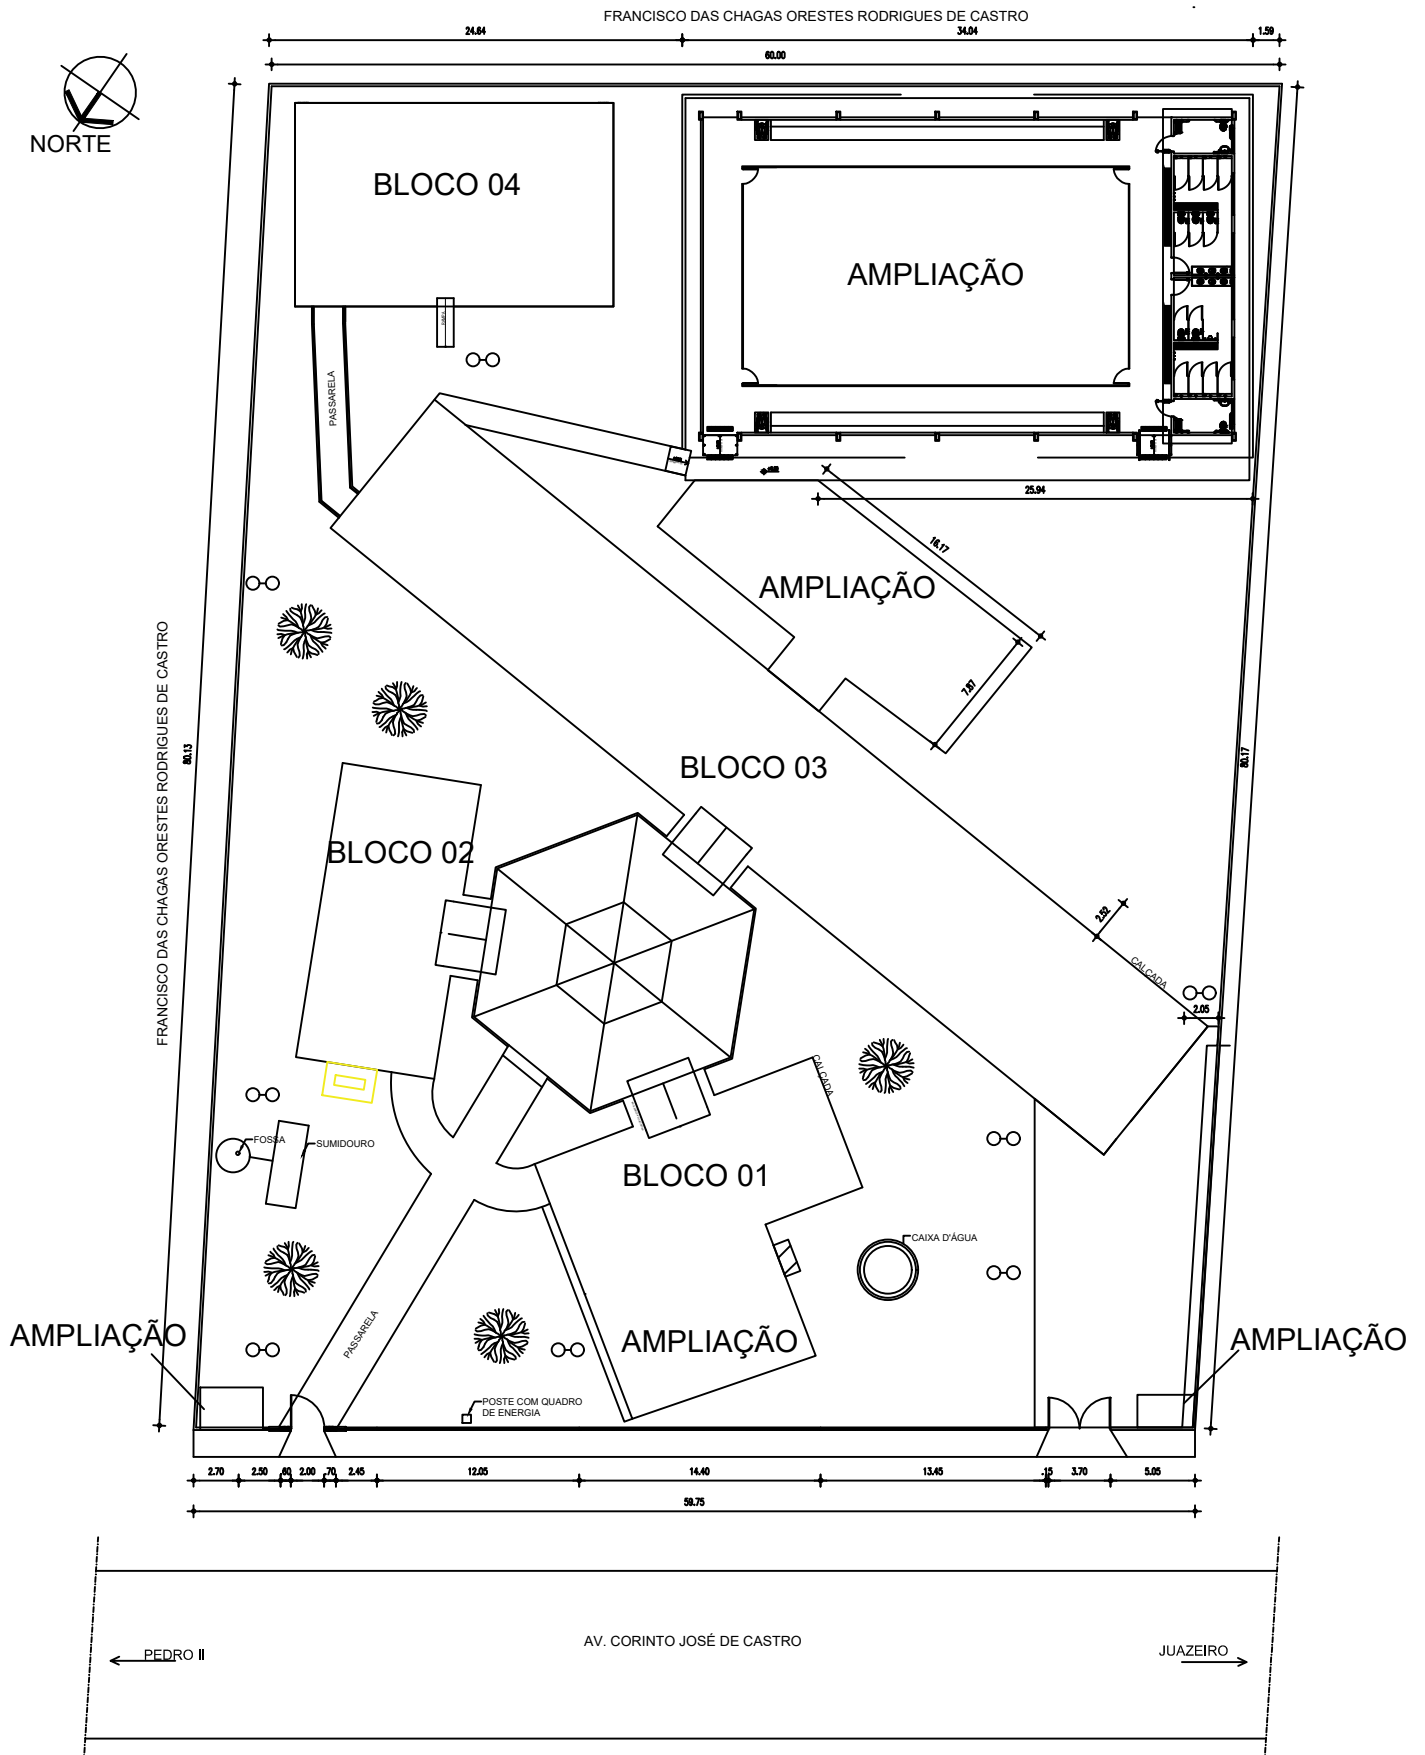 FRANCISCO DAS CHAGAS ORESTES RODRIGUES DE CASTRO
24.64
34.04
1.59
60.00
NORTE
BLOCO 04
AMPLIAÇÃO
PASSARELA
25.94
16.17
AMPLIAÇÃO
7.87
FRANCISCO DAS CHAGAS ORESTES RODRIGUES DE CASTRO
80.13
80.17
BLOCO 03
BLOCO 02
2.52
CALÇADA
2.05
CALÇADA
FOSSA
SUMIDOURO
BLOCO 01
CAIXA D'ÁGUA
AMPLIAÇÃO
PASSARELA
AMPLIAÇÃO
AMPLIAÇÃO
POSTE COM QUADRO
DE ENERGIA
2.70
2.50
.60
2.00
.70
2.45
12.05
14.40
13.45
.15
3.70
5.05
59.75
AV. CORINTO JOSÉ DE CASTRO
PEDRO II
JUAZEIRO